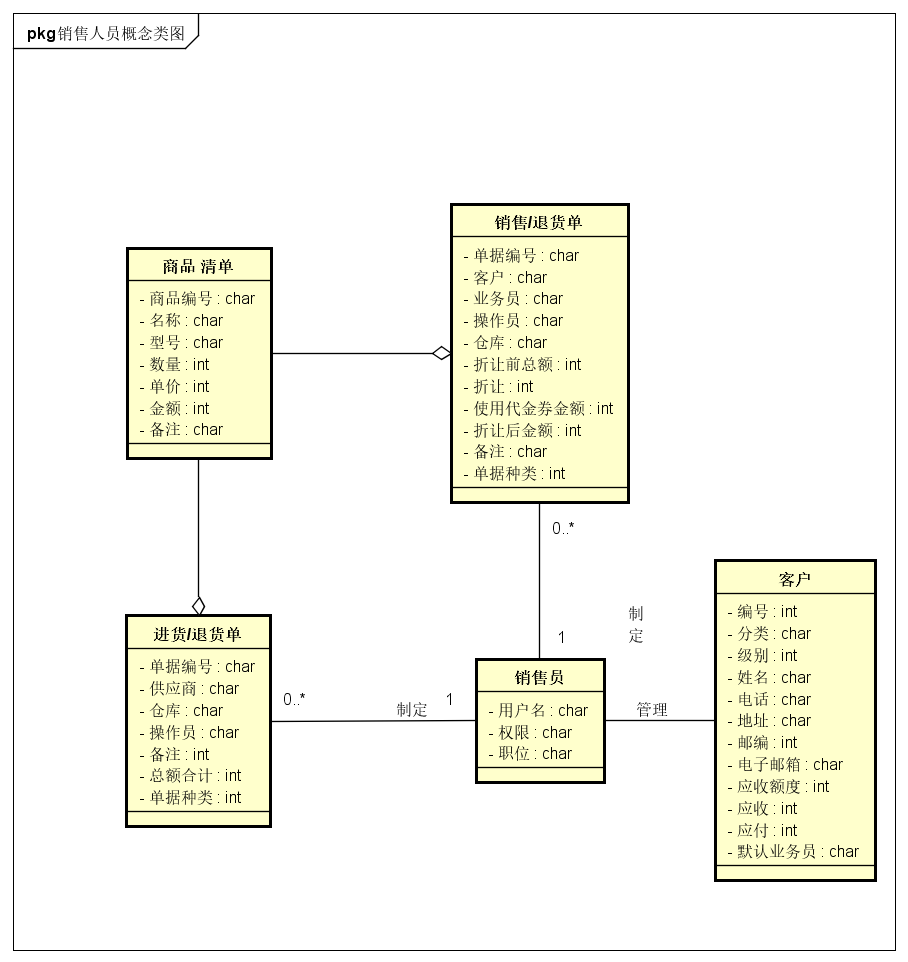 pkg销售人员概念类图
销售/退货单
- 单据编号 : char
- 客户 : char
- 业务员 : char
- 操作员 : char
- 仓库 : char
- 折让前总额 : int
- 折让 : int
- 使用代金券金额 : int
- 折让后金额 : int
- 备注 : char
- 单据种类 : int
商品 清单
- 商品编号 : char
- 名称 : char
- 型号 : char
- 数量 : int
- 单价 : int
- 金额 : int
- 备注 : char
0..*
制
定
1
进货/退货单
- 单据编号 : char
- 供应商 : char
- 仓库 : char
- 操作员 : char
- 备注 : int
- 总额合计 : int
- 单据种类 : int
0..*
制定
1
销售员
- 用户名 : char
- 权限 : char
- 职位 : char
管理
客户
- 编号 : int
- 分类 : char
- 级别 : int
- 姓名 : char
- 电话 : char
- 地址 : char
- 邮编 : int
- 电子邮箱 : char
- 应收额度 : int
- 应收 : int
- 应付 : int
- 默认业务员 : char